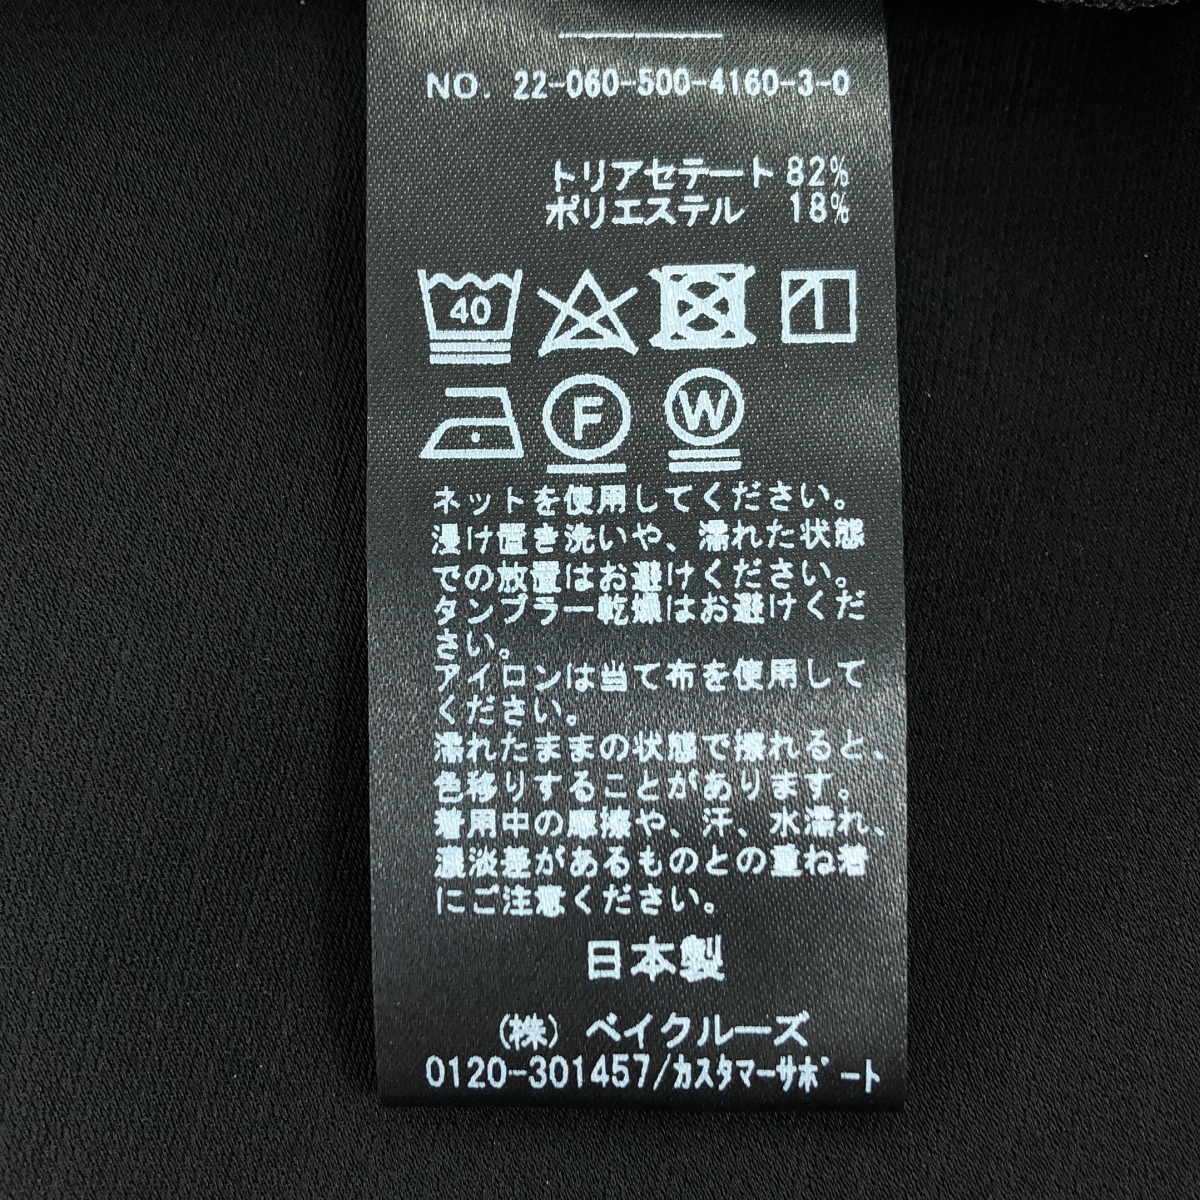 NO. 22-060-500-4160-3-0
トリアセテート 82%
ポリエステル 18%
40
F W
ネットを使用してください。
浸け置き洗いや、濡れた状態
での放置はお避けください。
タンブラー乾燥はお避けくだ
さい。
アイロンは当て布を使用して
ください。
濡れたままの状態で擦れると、
色移りすることがあります。
着用中の摩擦や、汗、水濡れ、
濃淡差があるものとの重ね着
にご注意ください。
日本製
(株) ベイクルーズ
0120-301457/カスタマーサポート